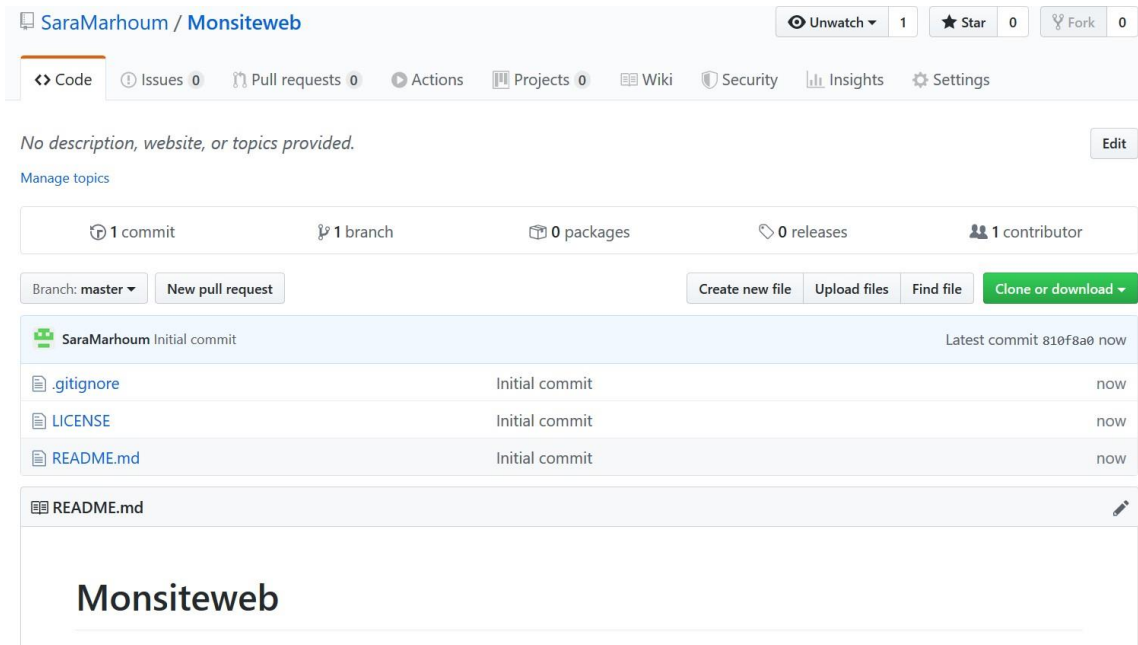 SaraMarhoum / Monsiteweb Unwatch 1 Star 0 Fork 0
<> Code Issues 0 Pull requests 0 Actions Projects 0 Wiki Security Insights Settings
No description, website, or topics provided. Edit
Manage topics
1 commit 1 branch 0 packages 0 releases 1 contributor
Branch: master New pull request Create new file Upload files Find file Clone or download
SaraMarhoum Initial commit Latest commit 810f8a0 now
.gitignore Initial commit now
LICENSE Initial commit now
README.md Initial commit now
README.md
Monsiteweb